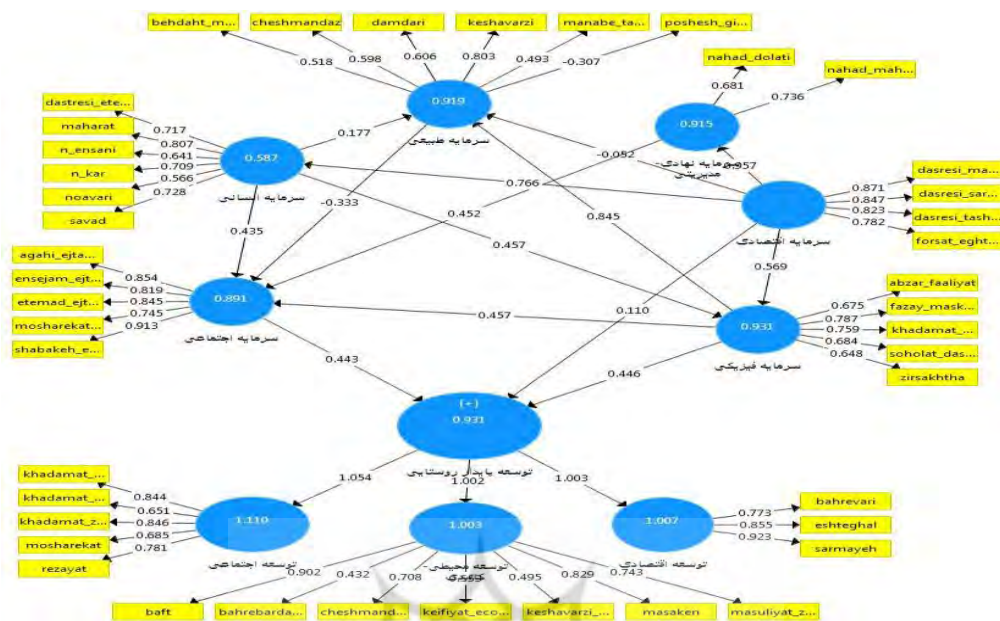 behdaht_m...
cheshmandaz
damdari
keshavarzi
manabe_ta...
poshesh_gi...
0.518
0.598
0.606
0.803
0.493
-0.307
nahad_dolati
nahad_mah...
0.681
0.736
0.919
سرمایه طبیعی
0.915
سرمایه نهادی-
مدیریتی
dastresi_ete...
maharat
n_ensani
n_kar
noavari
savad
0.717
0.807
0.641
0.709
0.566
0.728
0.587
سرمایه انسانی
0.177
-0.052
0.766
dasresi_ma...
dasresi_sar...
dasresi_tash...
forsat_eght...
0.871
0.847
0.823
0.782
سرمایه اقتصادی
-0.333
0.452
0.845
0.435
0.457
0.569
agahi_ejta...
ensejam_ejt...
etemad_ejt...
mosharekat...
shabakeh_e...
0.854
0.819
0.845
0.745
0.913
0.891
سرمایه اجتماعی
0.457
0.110
abzar_faaliyat
fazay_mask...
khadamat_...
soholat_das...
zirsakhtha
0.675
0.787
0.759
0.684
0.648
0.931
سرمایه فیزیکی
0.443
0.446
[+]
0.931
توسعه پایدار روستایی
1.054
1.002
1.003
khadamat_...
khadamat_...
khadamat_z...
mosharekat
rezayat
0.844
0.651
0.846
0.685
0.781
1.110
توسعه اجتماعی
1.003
توسعه محیطی-
1.007
توسعه اقتصادی
bahrevari
eshteghal
sarmayeh
0.773
0.855
0.923
0.902
0.432
0.708
0.495
0.829
0.743
baft
bahrebarda...
cheshmand...
keifiyat_eco...
keshavarzi_...
masaken
masuliyat_z...